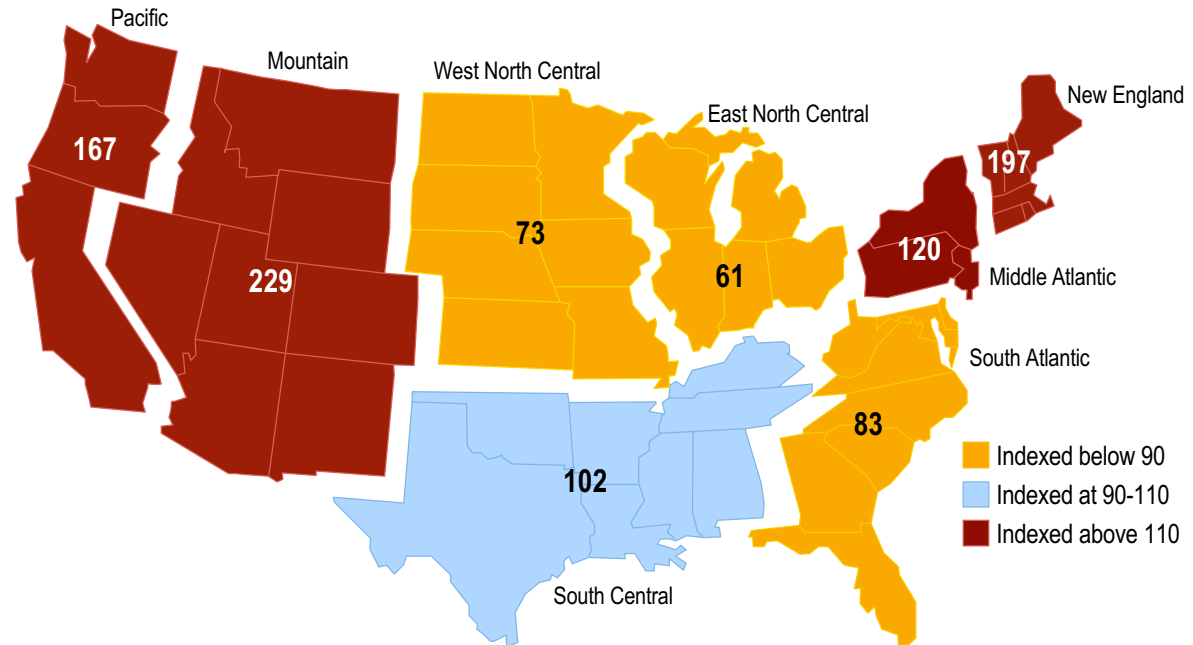 Pacific
Mountain
West North Central
East North Central
New England
167
197
73
120
229
61
Middle Atlantic
South Atlantic
83
Indexed below 90
102
Indexed at 90-110
Indexed above 110
South Central